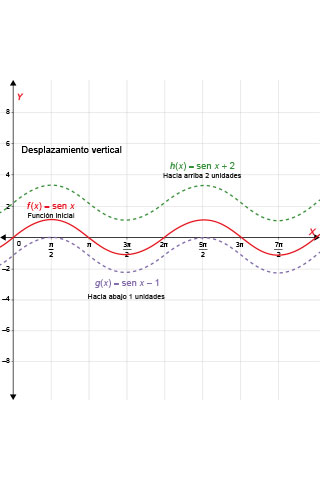 Y
8
6
Desplazamiento vertical
4
h(x) = sen x + 2
Hacia arriba 2 unidades
2
f(x) = sen x
Función inicial
X
0
π/2
π
3π/2
2π
5π/2
3π
7π/2
−2
g(x) = sen x − 1
Hacia abajo 1 unidades
−4
−6
−8